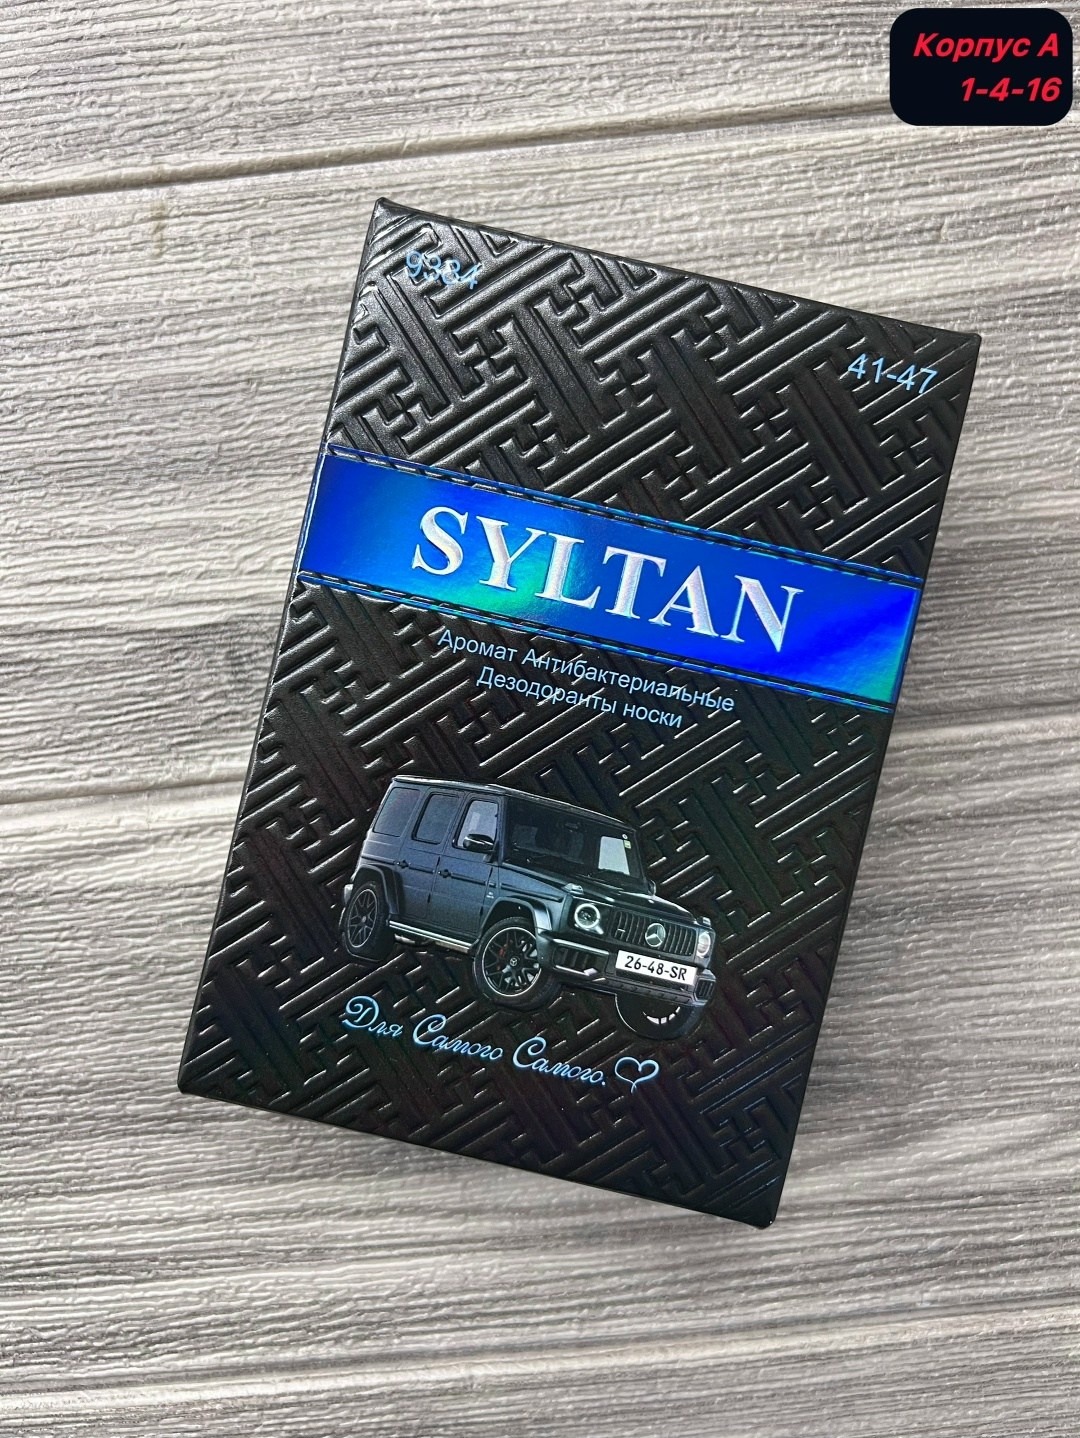 Корпус А
1-4-16
9384
41-47
SYLTAN
Аромат Антибактериальные
Дезодоранты носки
26-48-SR
Для Самого Самого.